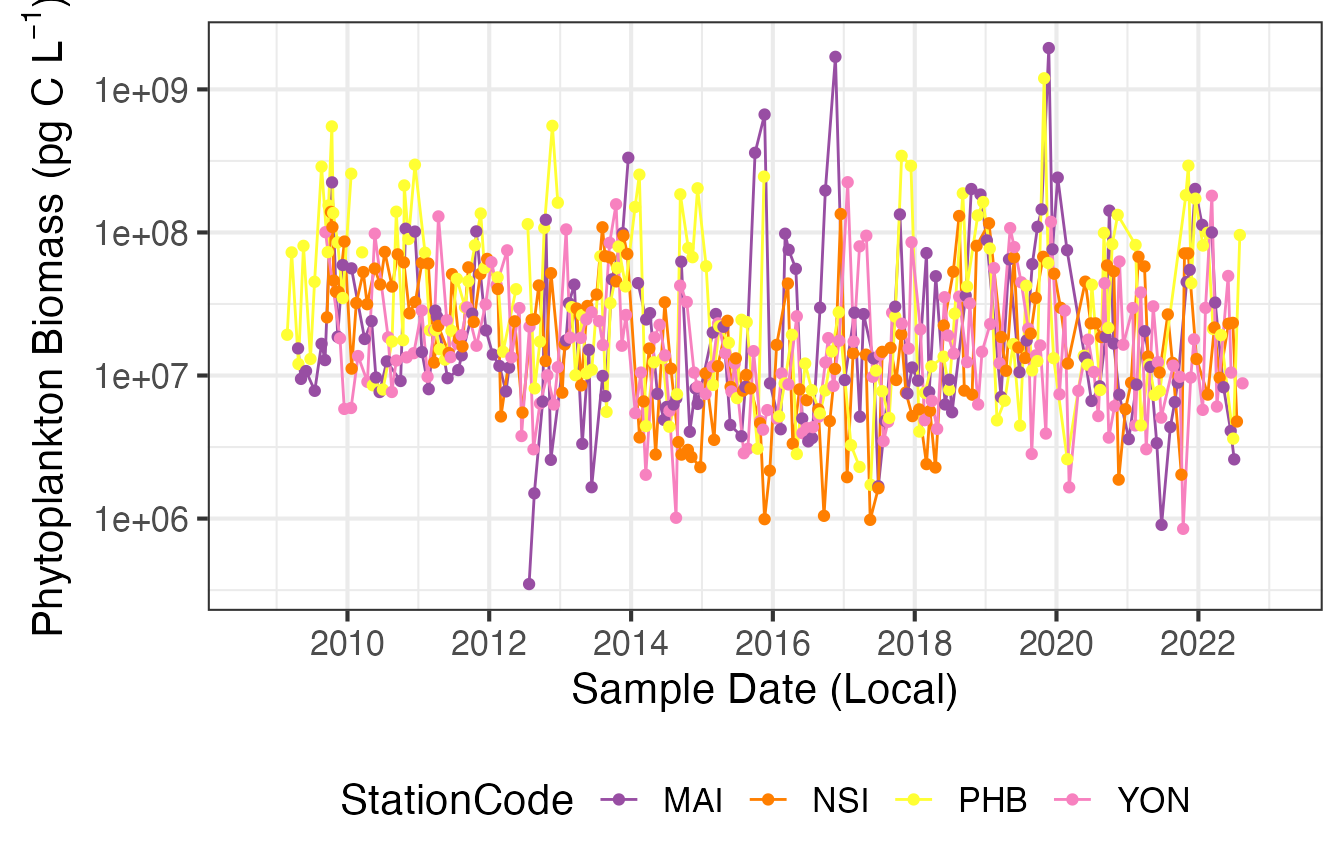 Phytoplankton Biomass (pg C L⁻¹)
1e+09
1e+08
1e+07
1e+06
2010 2012 2014 2016 2018 2020 2022
Sample Date (Local)
StationCode MAI NSI PHB YON